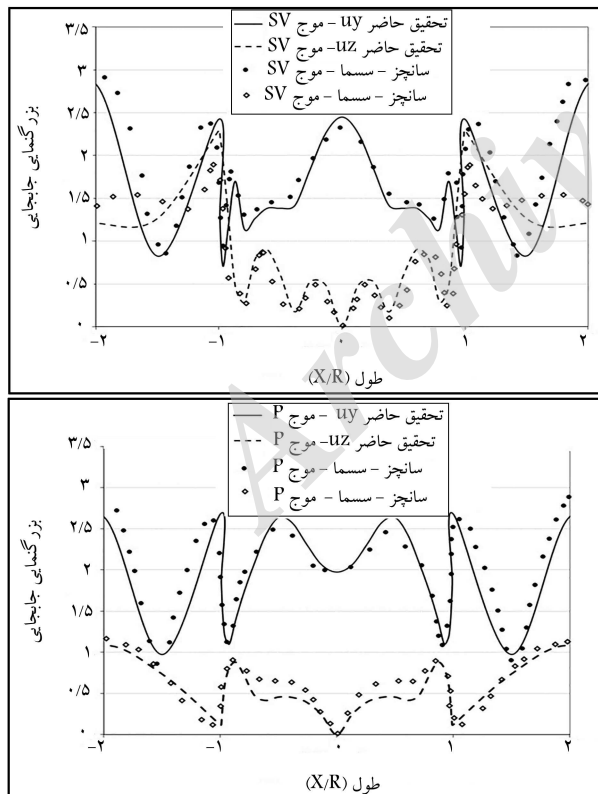 تحقیق حاضر uy - موج SV
تحقیق حاضر uz - موج SV
سانچز - سسما - موج SV
سانچز - سسما - موج SV
بزرگنمایی جابجایی
۳/۵
۳
۲/۵
۲
۱/۵
۱
۰/۵
۰
-۲
-۱
۰
۱
۲
طول (X/R)
تحقیق حاضر uy - موج P
تحقیق حاضر uz- موج P
سانچز - سسما - موج P
سانچز - سسما - موج P
بزرگنمایی جابجایی
۳/۵
۳
۲/۵
۲
۱/۵
۱
۰/۵
۰
-۲
-۱
۰
۱
۲
طول (X/R)
Archiv